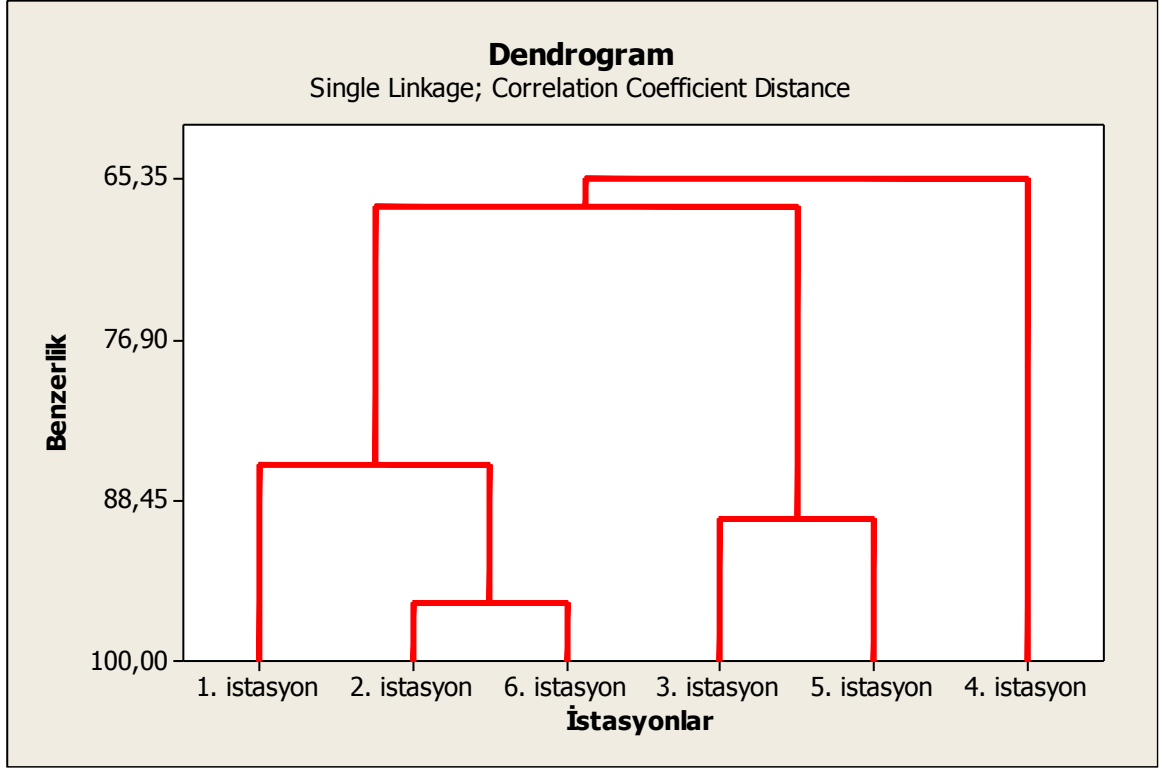 Dendrogram
Single Linkage; Correlation Coefficient Distance
65,35
76,90
88,45
100,00
Benzerlik
1. istasyon 2. istasyon 6. istasyon 3. istasyon 5. istasyon 4. istasyon
İstasyonlar